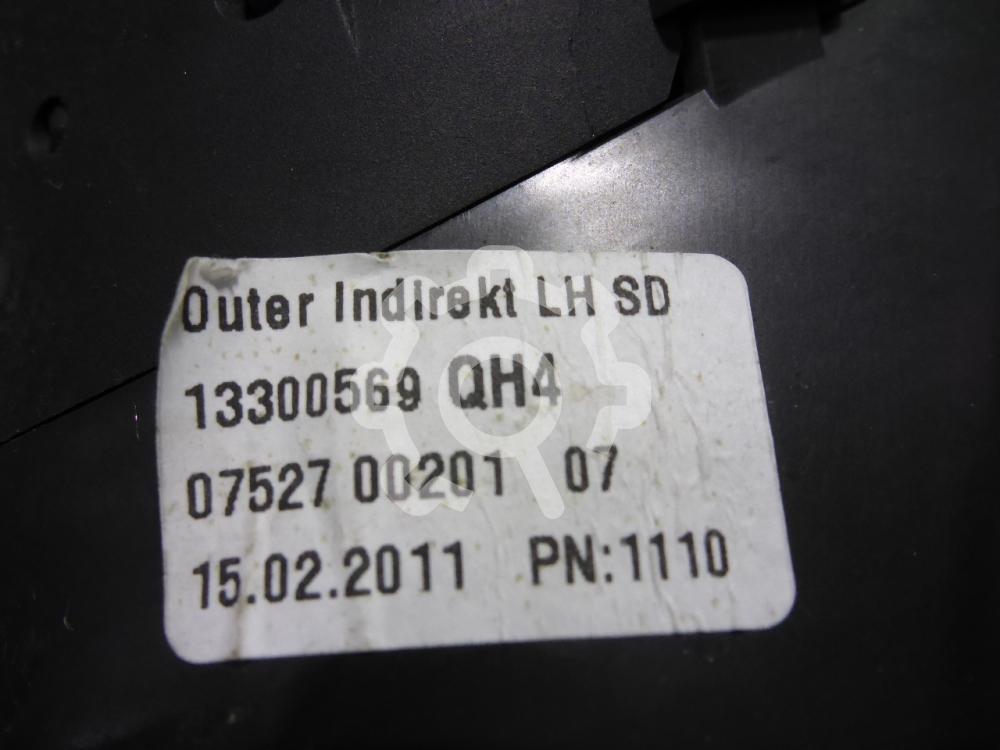 Outer Indirekt LH SD
13300569 QH4
07527 00201 07
15.02.2011 PN:1110